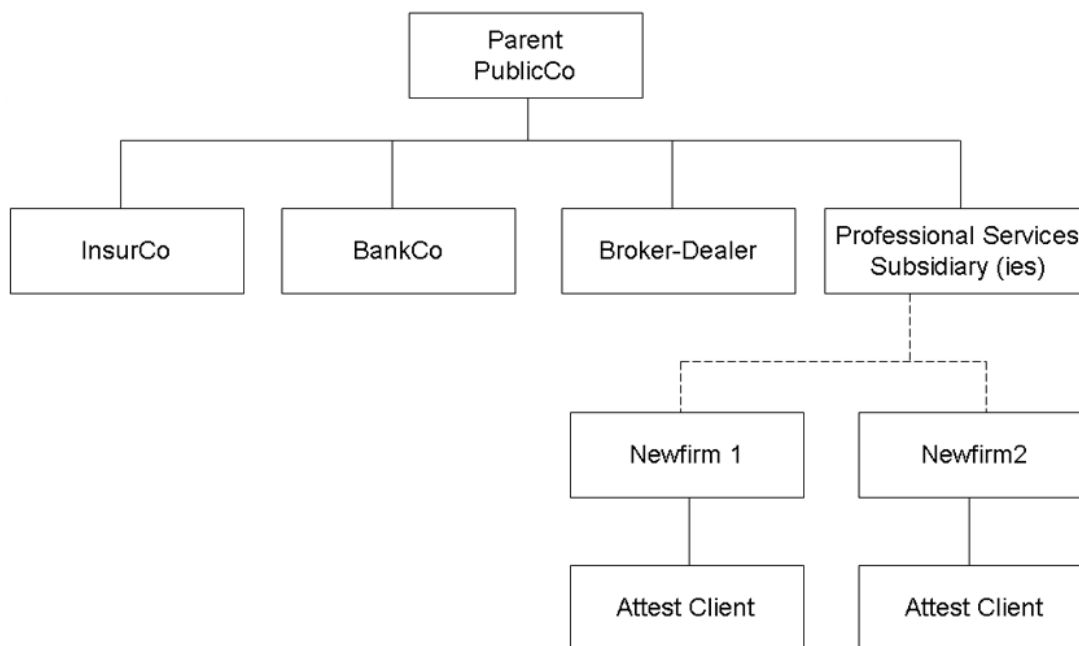 Parent
PublicCo
InsurCo
BankCo
Broker-Dealer
Professional Services
Subsidiary (ies)
Newfirm 1
Newfirm2
Attest Client
Attest Client